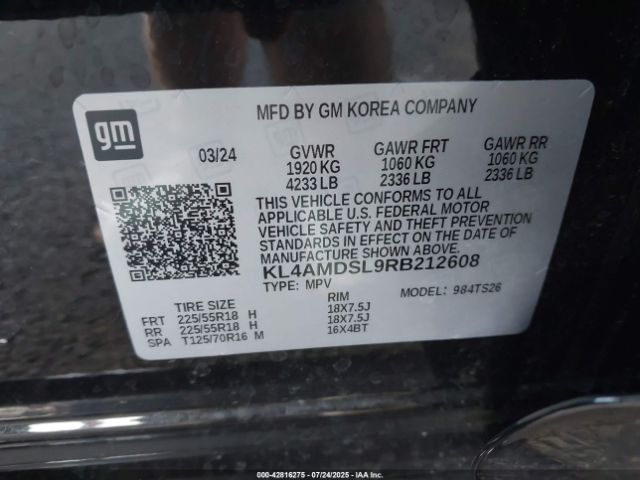 gm
MFD BY GM KOREA COMPANY
03/24 GVWR GAWR FRT GAWR RR
1920 KG 1060 KG 1060 KG
4233 LB 2336 LB 2336 LB
THIS VEHICLE CONFORMS TO ALL
APPLICABLE U.S. FEDERAL MOTOR
VEHICLE SAFETY AND THEFT PREVENTION
STANDARDS IN EFFECT ON THE DATE OF
MANUFACTURE SHOWN ABOVE.
KL4AMDSL9RB212608
TYPE: MPV MODEL: 984TS26
TIRE SIZE RIM
FRT 225/55R18 H 18X7.5J
RR 225/55R18 H 18X7.5J
SPA T125/70R16 M 16X4BT
000-42816275 - 07/24/2025 - IAAI.com